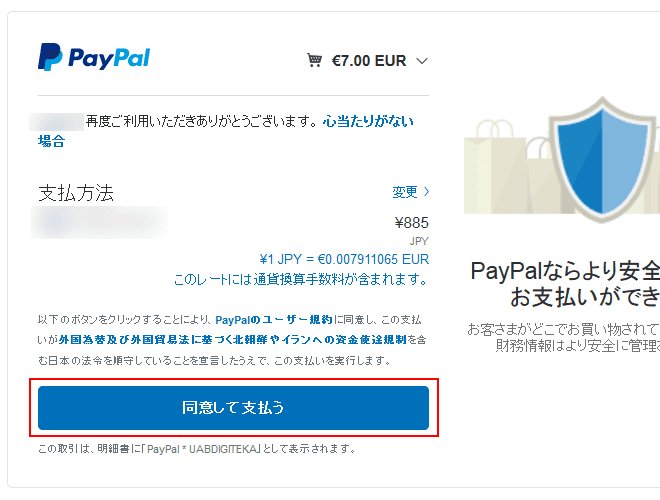 PayPal
€7.00 EUR
再度ご利用いただきありがとうございます。心当たりがない
場合
支払方法
変更
¥885
JPY
¥1 JPY = €0.007911065 EUR
このレートには通貨換算手数料が含まれます。
以下のボタンをクリックすることにより、PayPalのユーザー規約に同意し、この支払
いが外国為替及び外国貿易法に基づく北朝鮮やイランへの資金使途規制を含
む日本の法令を順守していることを宣言したうえで、この支払いを実行します。
同意して支払う
この取引は、明細書に「PayPal * UABDIGITEKA」として表示されます。
PayPalならより安全
お支払いができ
お客さまがどこでお買い物されて
財務情報はより安全に管理